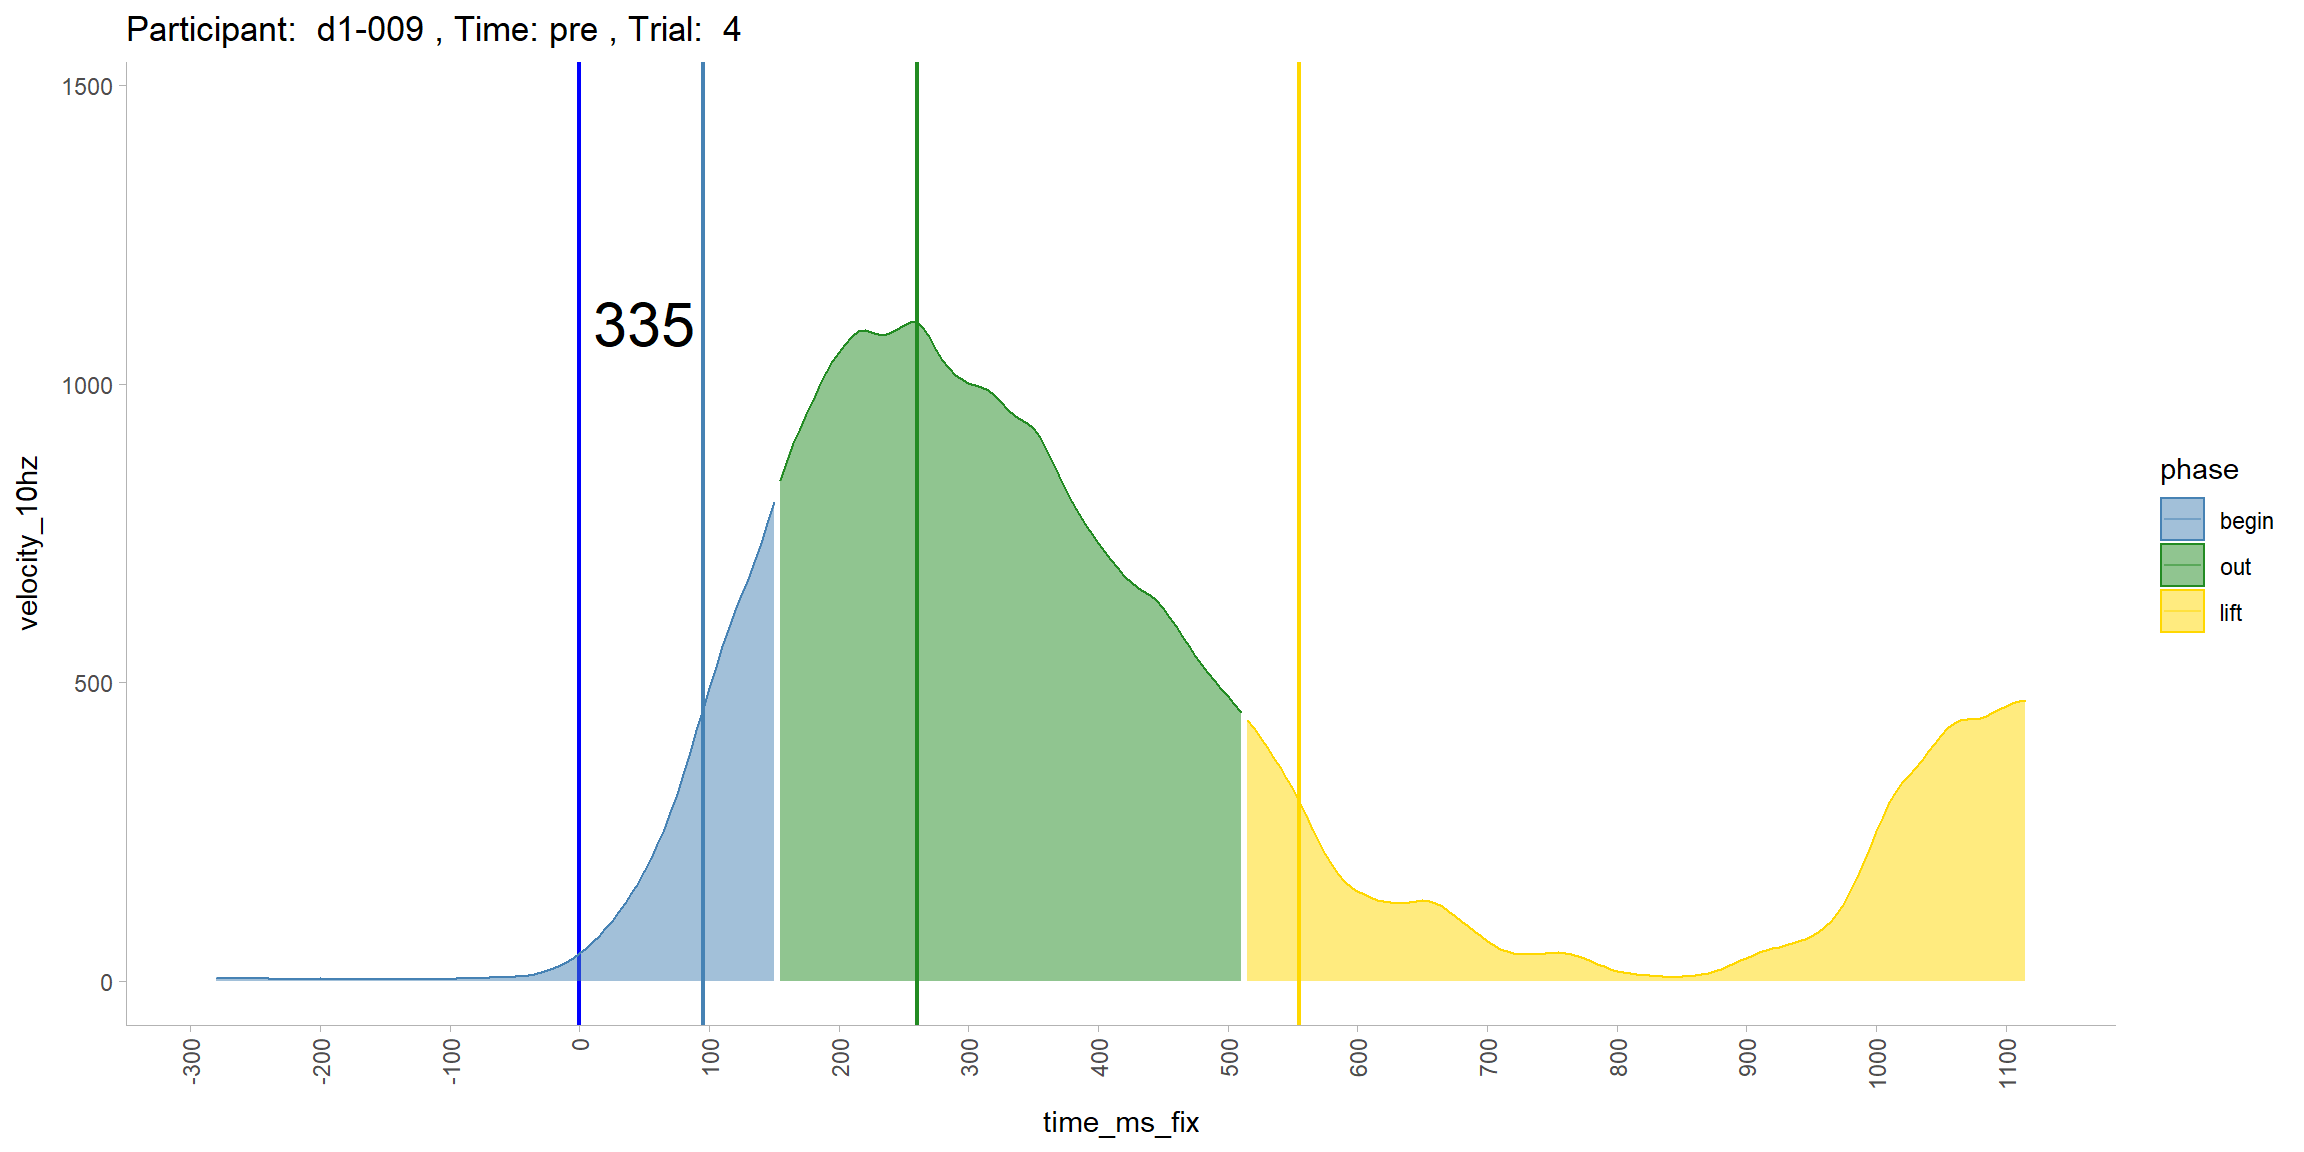 Participant:  d1-009 , Time: pre , Trial:  4
1500
1000
500
0
velocity_10hz
335
-300 -200 -100 0 100 200 300 400 500 600 700 800 900 1000 1100
time_ms_fix
phase
begin
out
lift